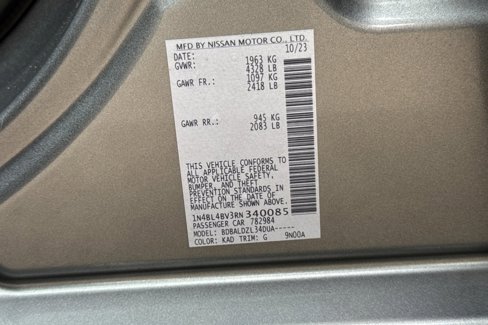 MFD BY NISSAN MOTOR CO., LTD.
DATE: 10/23
GVWR: 1963 KG
4328 LB
GAWR FR.: 1097 KG
2418 LB
GAWR RR.: 945 KG
2083 LB
THIS VEHICLE CONFORMS TO
ALL APPLICABLE FEDERAL
MOTOR VEHICLE SAFETY,
BUMPER, AND THEFT
PREVENTION STANDARDS IN
EFFECT ON THE DATE OF
MANUFACTURE SHOWN ABOVE.
1N4BL4BV3RN340085
PASSENGER CAR 782984
MODEL: BDBALDZL34DUA-----
COLOR: KAD TRIM: G 9N00A